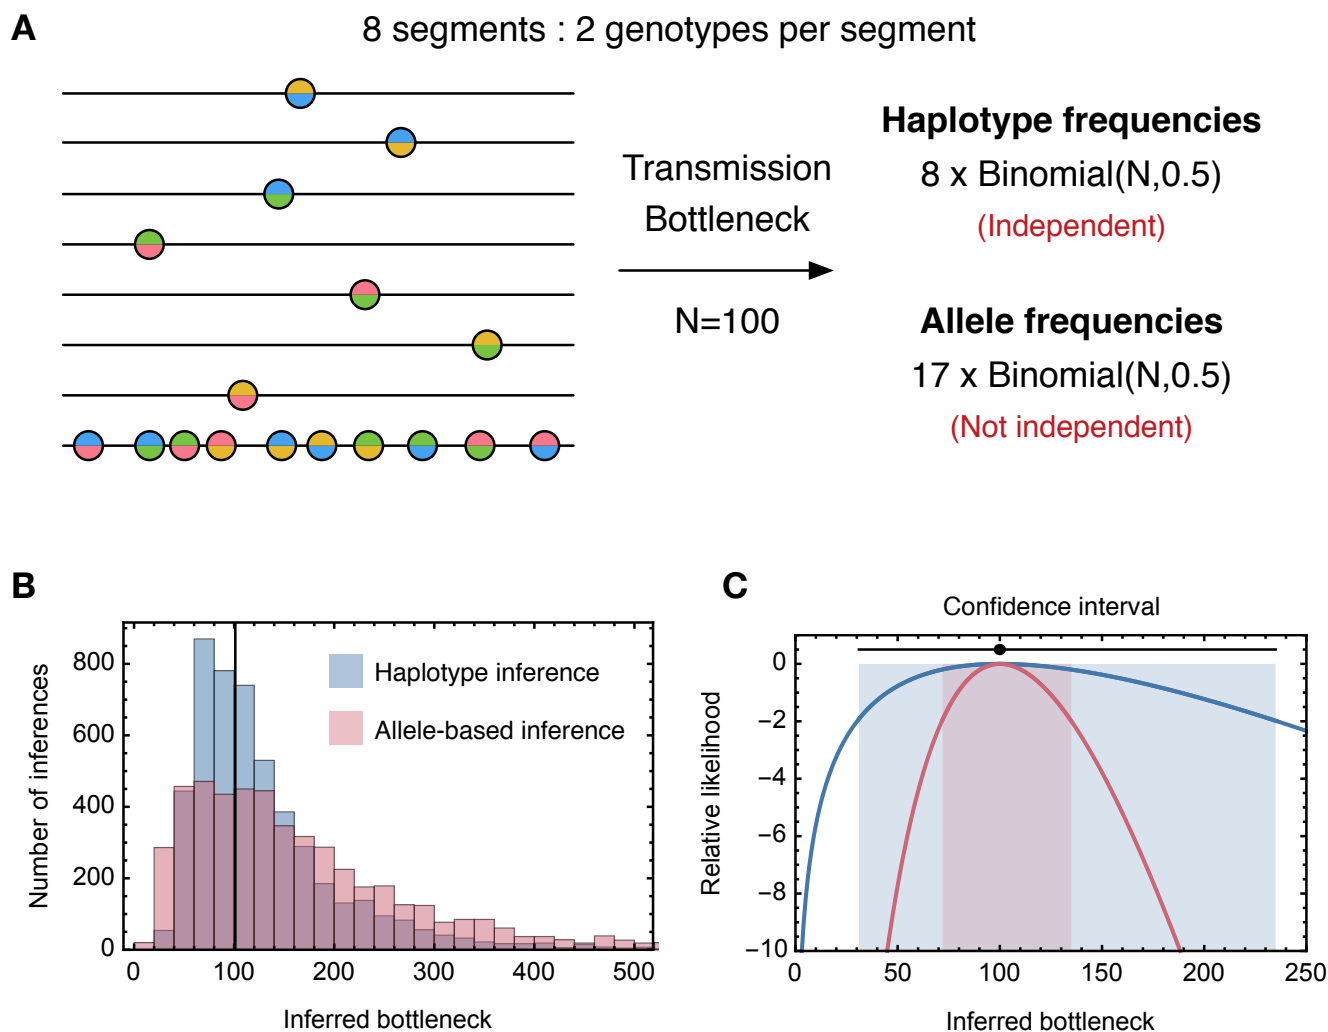 A
8 segments : 2 genotypes per segment
Transmission
Bottleneck
N=100
Haplotype frequencies
8 x Binomial(N,0.5)
(Independent)
Allele frequencies
17 x Binomial(N,0.5)
(Not independent)
B
Number of inferences
800
600
400
200
0
Haplotype inference
Allele-based inference
0 100 200 300 400 500
Inferred bottleneck
C
Confidence interval
Relative likelihood
0
−2
−4
−6
−8
−10
0 50 100 150 200 250
Inferred bottleneck